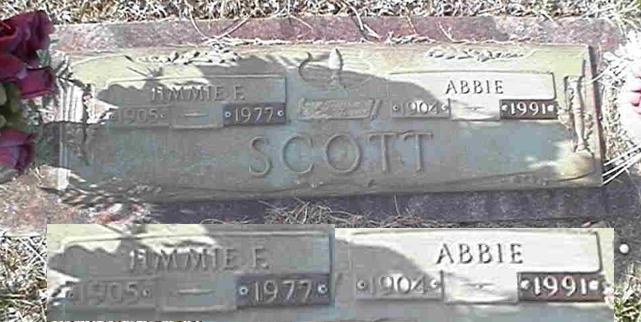 JIMMIE F. ABBIE
1905 - 1977 1904 - 1991
SCOTT
JIMMIE F. ABBIE
1905 - 1977 1904 - 1991